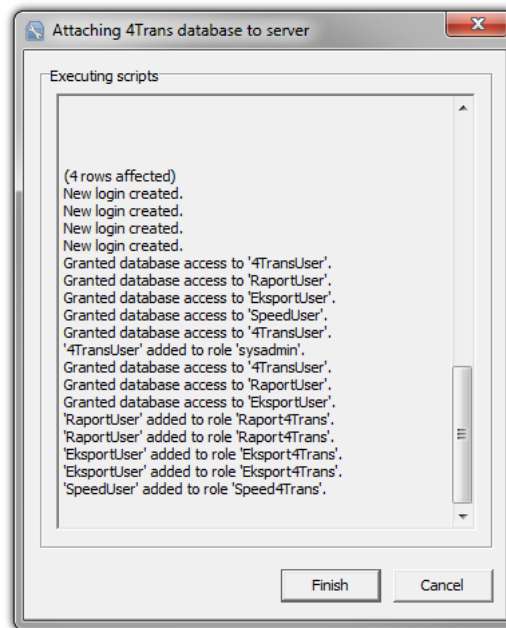 Attaching 4Trans database to server
Executing scripts
(4 rows affected)
New login created.
New login created.
New login created.
New login created.
Granted database access to '4TransUser'.
Granted database access to 'RaportUser'.
Granted database access to 'EksportUser'.
Granted database access to 'SpeedUser'.
Granted database access to '4TransUser'.
'4TransUser' added to role 'sysadmin'.
Granted database access to '4TransUser'.
Granted database access to 'RaportUser'.
Granted database access to 'EksportUser'.
'RaportUser' added to role 'Raport4Trans'.
'RaportUser' added to role 'Raport4Trans'.
'EksportUser' added to role 'Eksport4Trans'.
'EksportUser' added to role 'Eksport4Trans'.
'SpeedUser' added to role 'Speed4Trans'.
Finish
Cancel